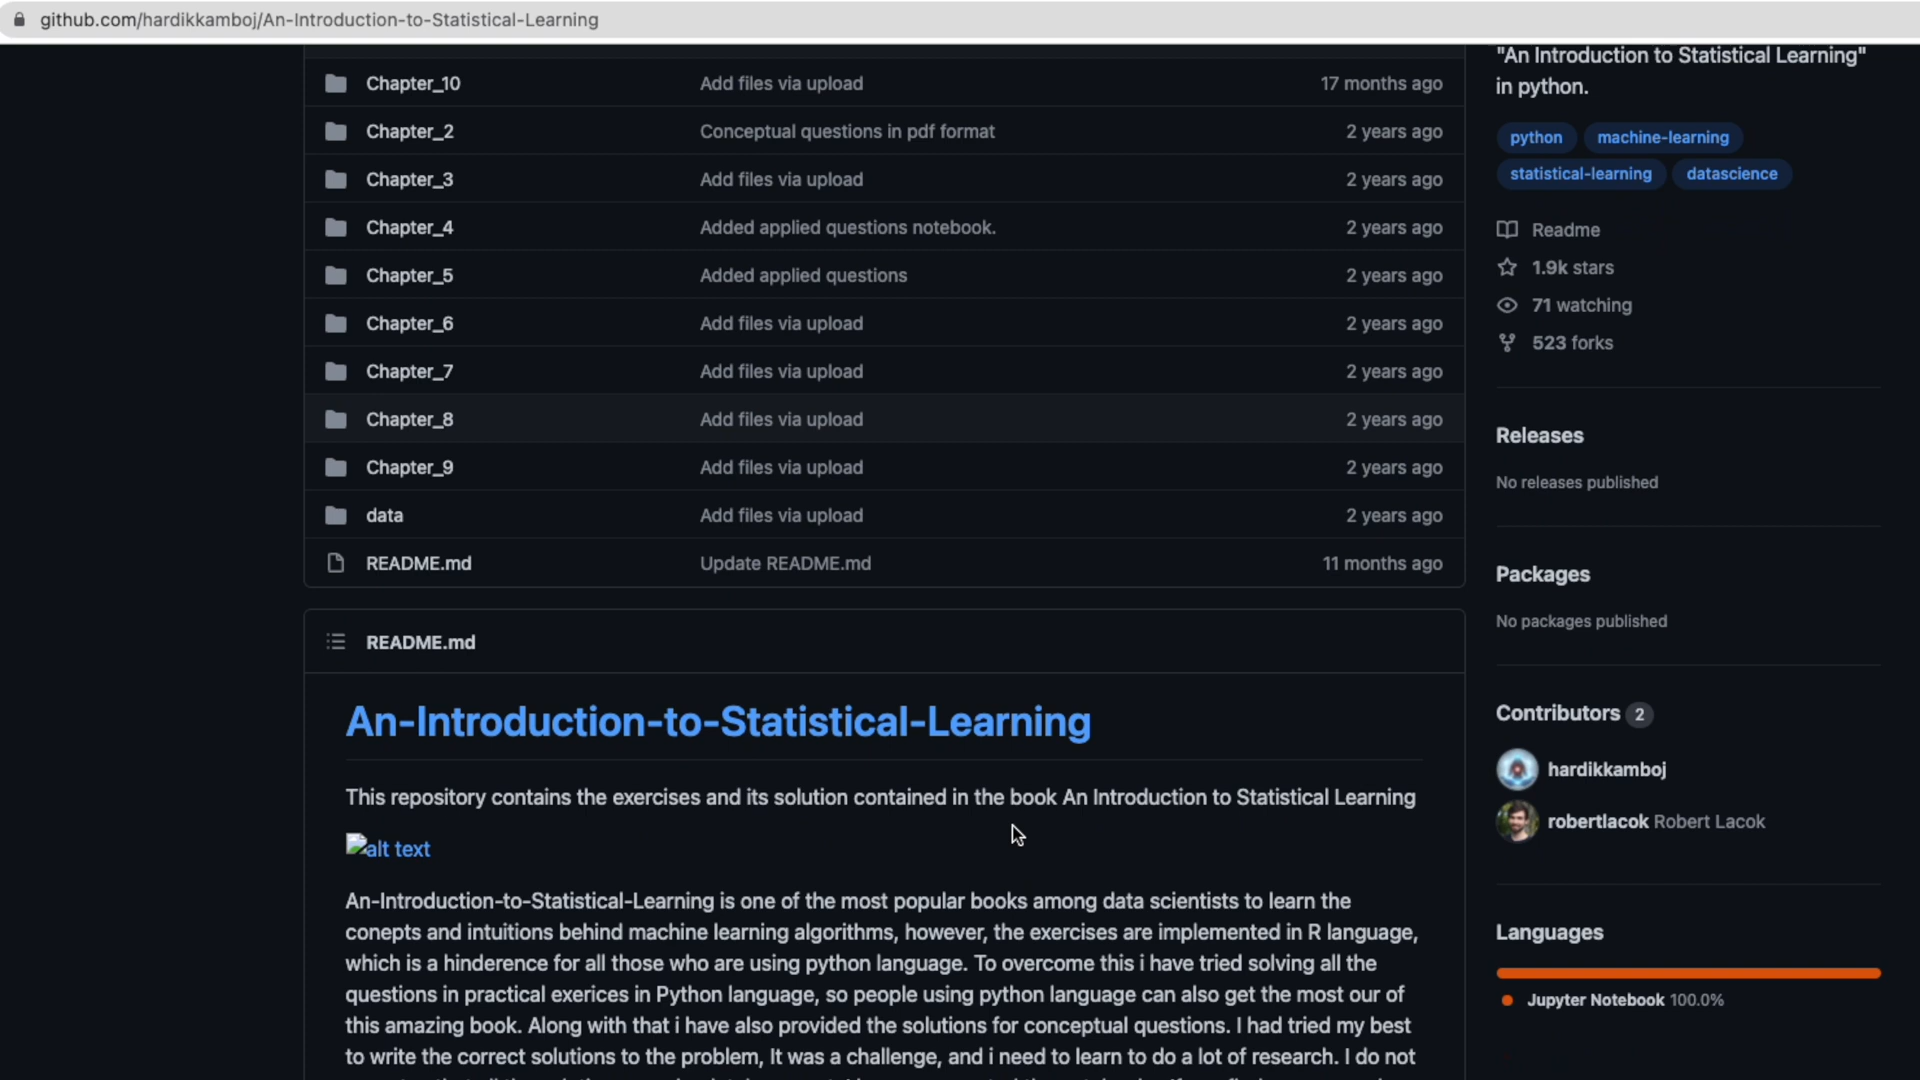 github.com/hardikkamboj/An-Introduction-to-Statistical-Learning
Chapter_10 Add files via upload 17 months ago
Chapter_2 Conceptual questions in pdf format 2 years ago
Chapter_3 Add files via upload 2 years ago
Chapter_4 Added applied questions notebook. 2 years ago
Chapter_5 Added applied questions 2 years ago
Chapter_6 Add files via upload 2 years ago
Chapter_7 Add files via upload 2 years ago
Chapter_8 Add files via upload 2 years ago
Chapter_9 Add files via upload 2 years ago
data Add files via upload 2 years ago
README.md Update README.md 11 months ago
README.md
An-Introduction-to-Statistical-Learning
This repository contains the exercises and its solution contained in the book An Introduction to Statistical Learning
alt text
An-Introduction-to-Statistical-Learning is one of the most popular books among data scientists to learn the
conepts and intuitions behind machine learning algorithms, however, the exercises are implemented in R language,
which is a hinderence for all those who are using python language. To overcome this i have tried solving all the
questions in practical exerices in Python language, so people using python language can also get the most our of
this amazing book. Along with that i have also provided the solutions for conceptual questions. I had tried my best
to write the correct solutions to the problem, It was a challenge, and i need to learn to do a lot of research. I do not
"An Introduction to Statistical Learning"
in python.
python machine-learning
statistical-learning datascience
Readme
1.9k stars
71 watching
523 forks
Releases
No releases published
Packages
No packages published
Contributors 2
hardikkamboj
robertlacok Robert Lacok
Languages
Jupyter Notebook 100.0%